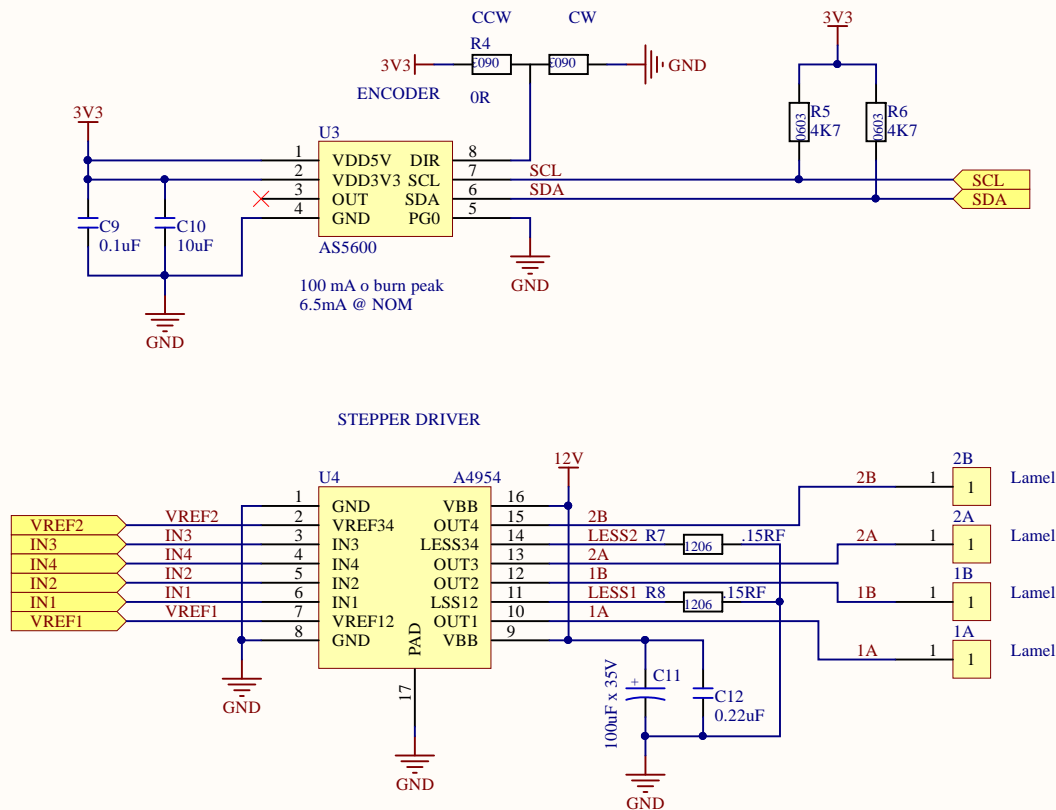 CCW CW
3V3
R4
0603 0603
3V3 GND
ENCODER 0R
R5 R6
0603 4K7 0603 4K7
3V3
U3
1 VDD5V DIR 8
2 VDD3V3 SCL 7 SCL SCL
3 OUT SDA 6 SDA SDA
4 GND PG0 5
C9 C10
0.1uF 10uF
AS5600
GND
100 mA o burn peak
6.5mA @ NOM
GND
STEPPER DRIVER
12V
U4 A4954
2B
1 GND VBB 16 2B 1 1 Lamel
VREF2 VREF2 2 VREF34 OUT4 15 2B
2A
IN3 IN3 3 IN3 LESS34 14 LESS2 R7 1206 .15RF 2A 1 1 Lamel
IN4 IN4 4 IN4 OUT3 13 2A
1B
IN2 IN2 5 IN2 OUT2 12 1B
IN1 IN1 6 IN1 LSS12 11 LESS1 R8 1206 .15RF 1B 1 1 Lamel
VREF1 VREF1 7 VREF12 OUT1 10 1A
1A
8 GND VBB 9
PAD
1A 1 1 Lamel
17
GND
+ C11
100uF x 35V
C12
0.22uF
GND
GND